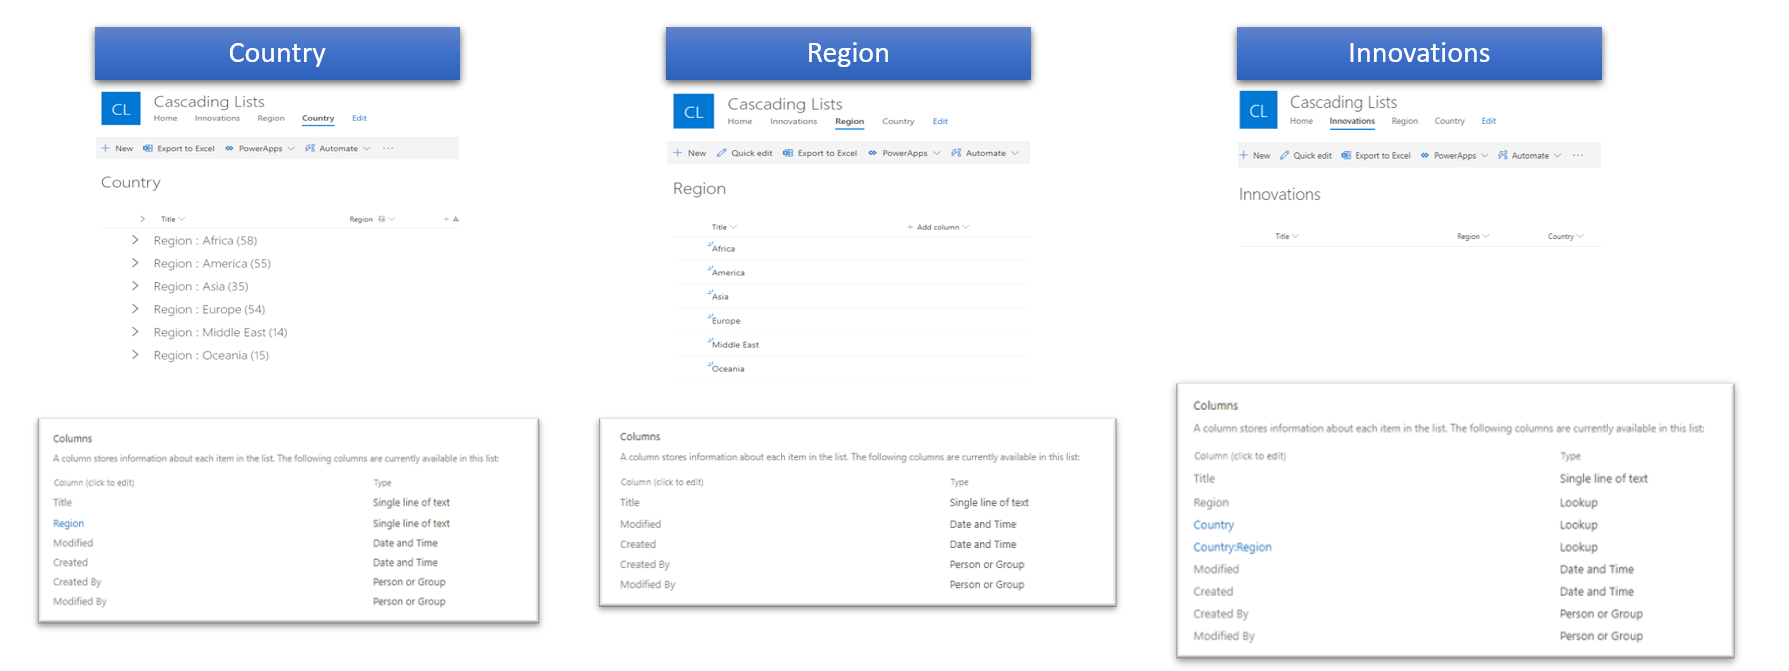 Country
CL
Cascading Lists
Home Innovations Region Country Edit
+ New Export to Excel PowerApps Automate ...
Country
Title Region + A
Region : Africa (58)
Region : America (55)
Region : Asia (35)
Region : Europe (54)
Region : Middle East (14)
Region : Oceania (15)
Columns
A column stores information about each item in the list. The following columns are currently available in this list:
Column (click to edit) Type
Title Single line of text
Region Single line of text
Modified Date and Time
Created Date and Time
Created By Person or Group
Modified By Person or Group
Region
CL
Cascading Lists
Home Innovations Region Country Edit
+ New Quick edit Export to Excel PowerApps Automate
Region
Title + Add column
Africa
America
Asia
Europe
Middle East
Oceania
Columns
A column stores information about each item in the list. The following columns are currently available in this list:
Column (click to edit) Type
Title Single line of text
Modified Date and Time
Created Date and Time
Created By Person or Group
Modified By Person or Group
Innovations
CL
Cascading Lists
Home Innovations Region Country Edit
+ New Quick edit Export to Excel PowerApps Automate ...
Innovations
Title Region Country
Columns
A column stores information about each item in the list. The following columns are currently available in this list:
Column (click to edit) Type
Title Single line of text
Region Lookup
Country Lookup
Country:Region Lookup
Modified Date and Time
Created Date and Time
Created By Person or Group
Modified By Person or Group